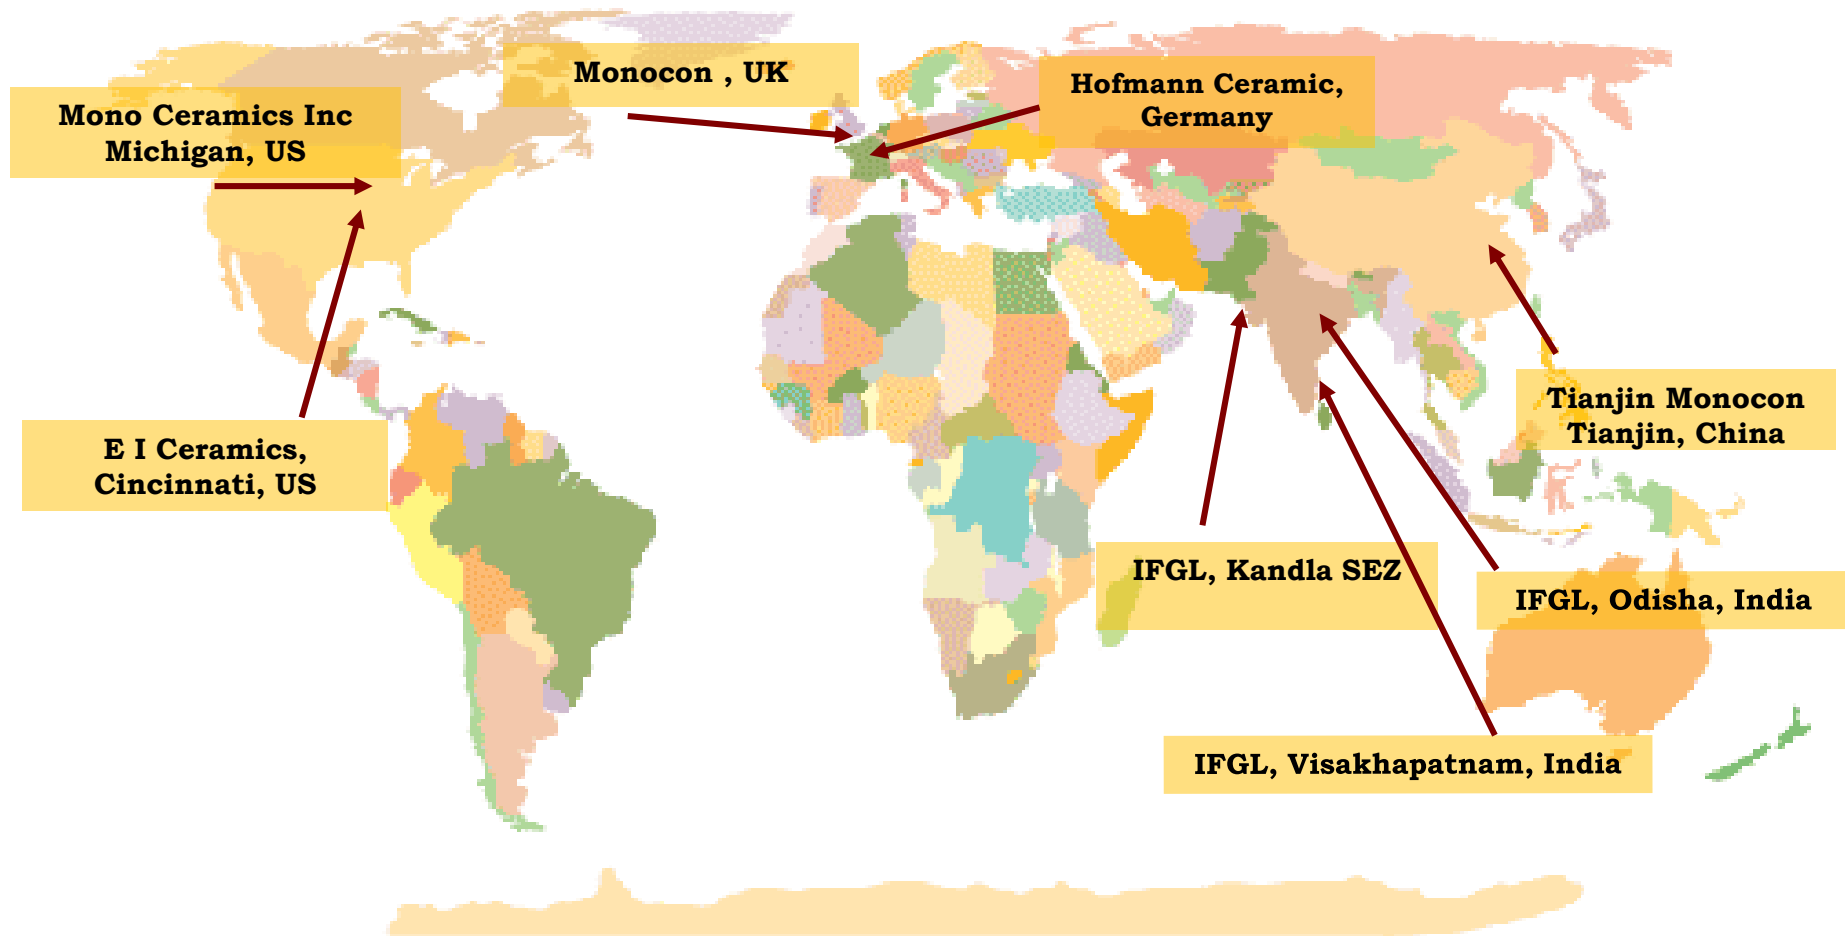 Monocon , UK
Hofmann Ceramic,
Germany
Mono Ceramics Inc
Michigan, US
E I Ceramics,
Cincinnati, US
Tianjin Monocon
Tianjin, China
IFGL, Kandla SEZ
IFGL, Odisha, India
IFGL, Visakhapatnam, India